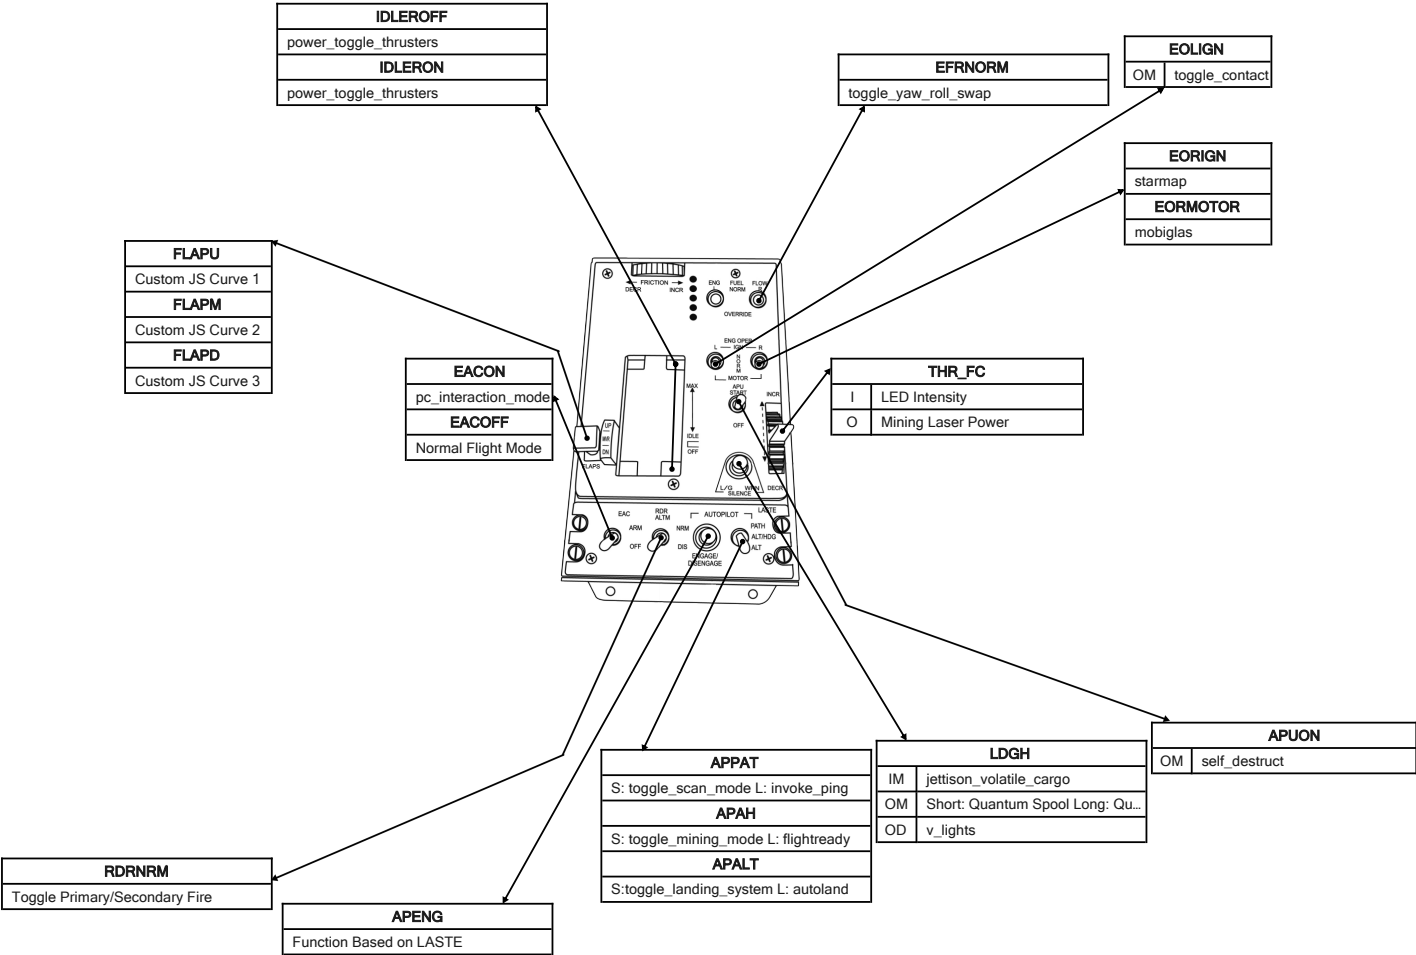 IDLEROFF
power_toggle_thrusters
IDLERON
power_toggle_thrusters
EFRNORM
toggle_yaw_roll_swap
EOLIGN
OM toggle_contact
EORIGN
starmap
EORMOTOR
mobiglas
FLAPU
Custom JS Curve 1
FLAPM
Custom JS Curve 2
FLAPD
Custom JS Curve 3
EACON
pc_interaction_mode
EACOFF
Normal Flight Mode
THR_FC
I LED Intensity
O Mining Laser Power
FRICTION
DECR INCR
ENG FUEL FLOW
L NORM R
OVERRIDE
ENG OPER
L IGN R
NORM
MOTOR
APU
START
OFF
INCR
DECR
MAX
IDLE
OFF
UP
MVR
DN
FLAPS
L/G WRN
SILENCE
EAC
ARM
OFF
RDR
ALTM
NRM
DIS
AUTOPILOT
LASTE
PATH
ALT/HDG
ALT
ENGAGE/
DISENGAGE
APPAT
S: toggle_scan_mode L: invoke_ping
APAH
S: toggle_mining_mode L: flightready
APALT
S:toggle_landing_system L: autoland
LDGH
IM jettison_volatile_cargo
OM Short: Quantum Spool Long: Qu...
OD v_lights
APUON
OM self_destruct
RDRNRM
Toggle Primary/Secondary Fire
APENG
Function Based on LASTE